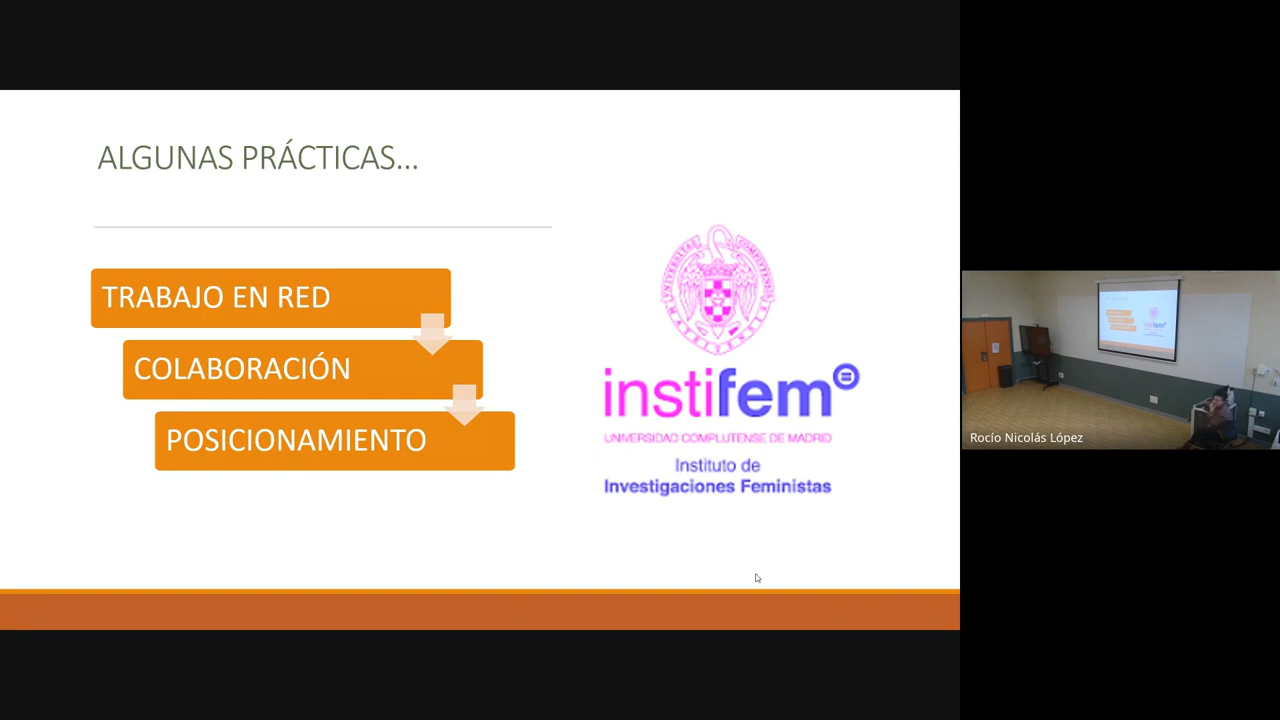 ALGUNAS PRÁCTICAS...
TRABAJO EN RED
COLABORACIÓN
POSICIONAMIENTO
instifem
UNIVERSIDAD COMPLUTENSE DE MADRID
Instituto de
Investigaciones Feministas
Rocío Nicolás López